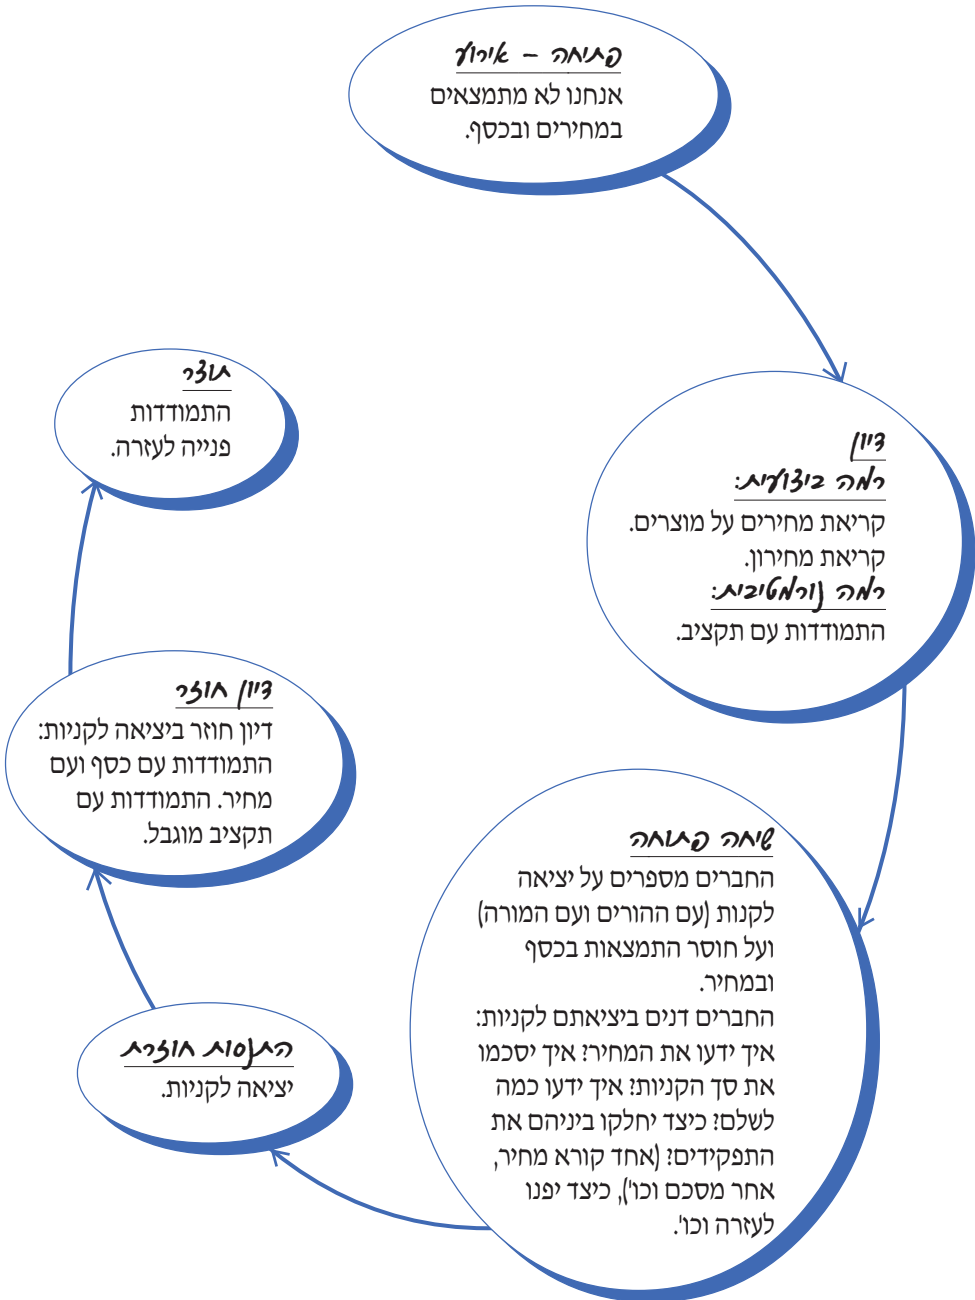 פתיחה – אירוע
אנחנו לא מתמצאים
במחירים ובכסף.
דיון
רמה ביצועית:
קריאת מחירים על מוצרים.
קריאת מחירון.
רמה נורמטיבית:
התמודדות עם תקציב.
שיחה פתוחה
החברים מספרים על יציאה
לקנות (עם ההורים ועם המורה)
ועל חוסר התמצאות בכסף
ובמחיר.
החברים דנים ביציאתם לקניות:
איך ידעו את המחיר? איך יסכמו
את סך הקניות? איך ידעו כמה
לשלם? כיצד יחלקו ביניהם את
התפקידים? (אחד קורא מחיר,
אחר מסכם וכו'), כיצד יפנו
לעזרה וכו'.
התנסות חוזרת
יציאה לקניות.
דיון חוזר
דיון חוזר ביציאה לקניות:
התמודדות עם כסף ועם
מחיר. התמודדות עם
תקציב מוגבל.
תוצר
התמודדות
פנייה לעזרה.